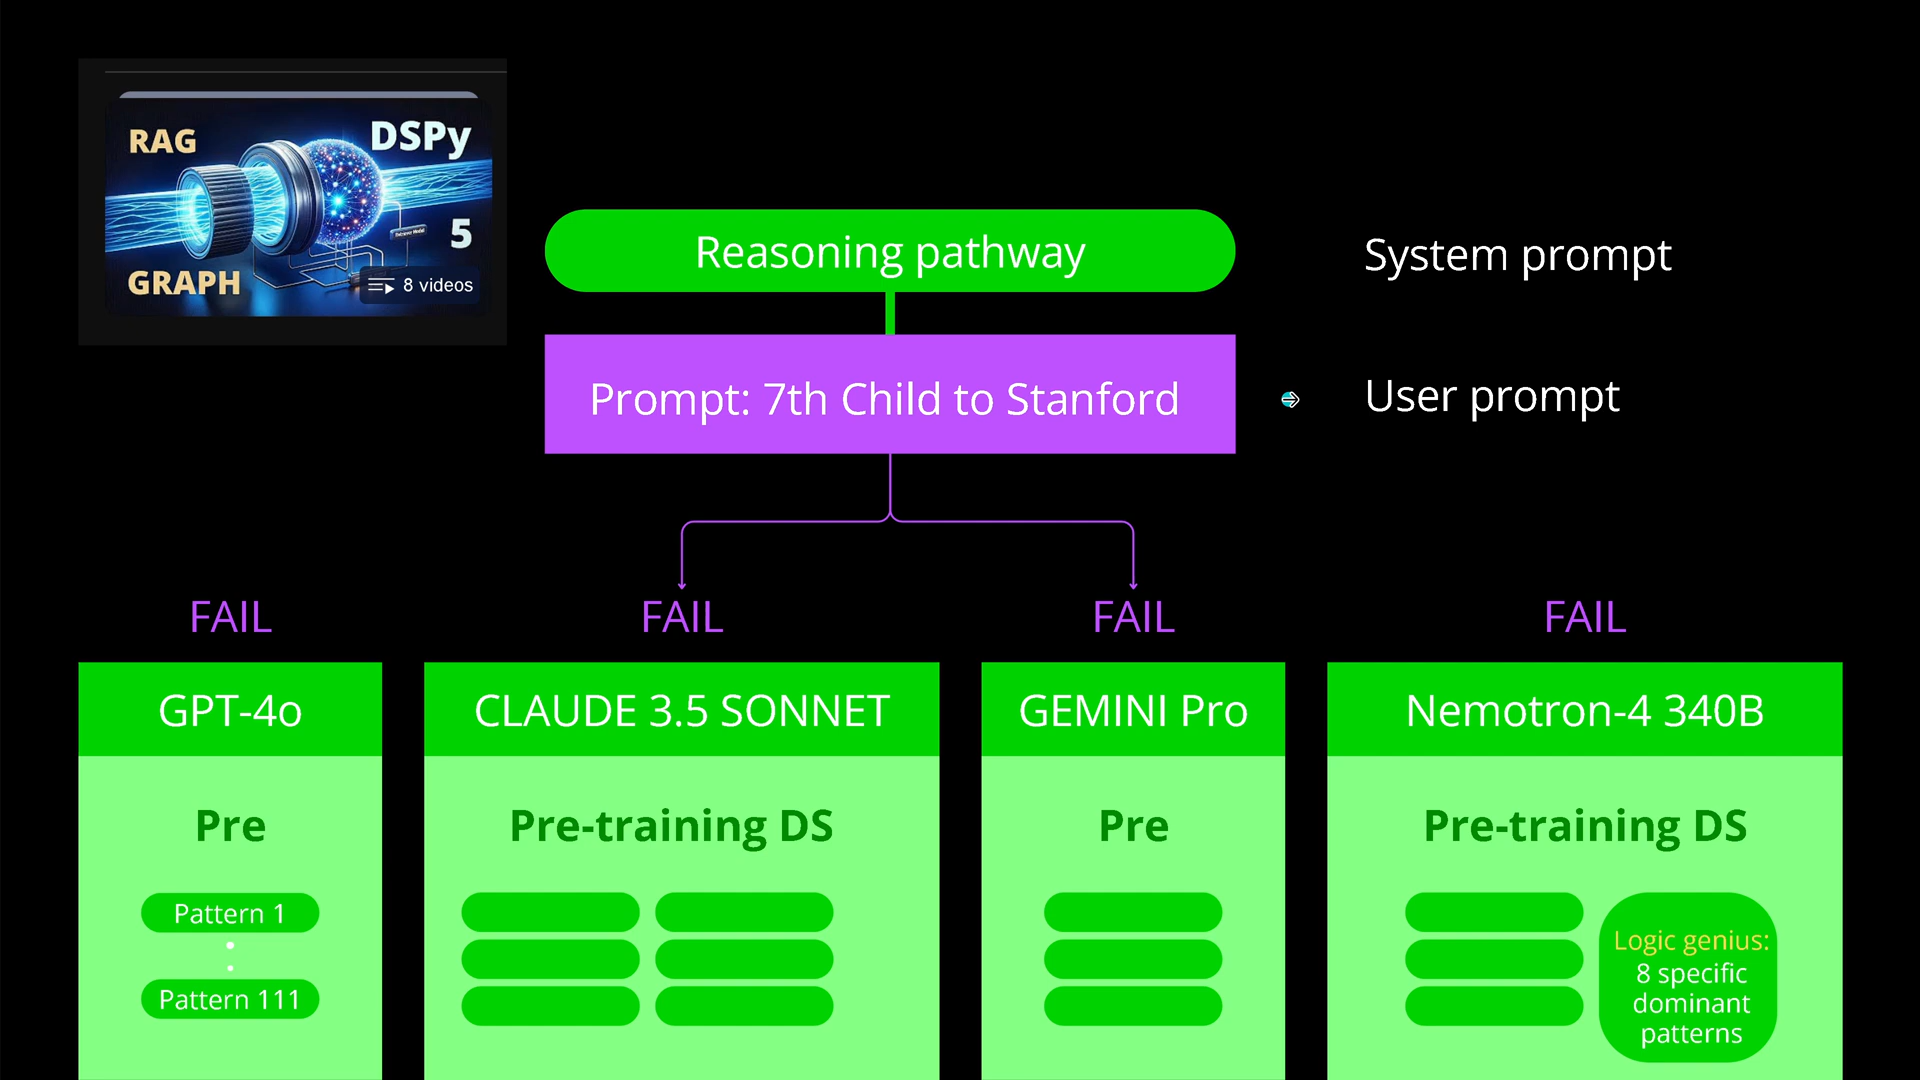 RAG
DSPy
5
GRAPH
8 videos
Reasoning pathway
System prompt
Prompt: 7th Child to Stanford
User prompt
FAIL
FAIL
FAIL
FAIL
GPT-4o
CLAUDE 3.5 SONNET
GEMINI Pro
Nemotron-4 340B
Pre
Pre-training DS
Pre
Pre-training DS
Pattern 1
Pattern 111
Logic genius:
8 specific
dominant
patterns